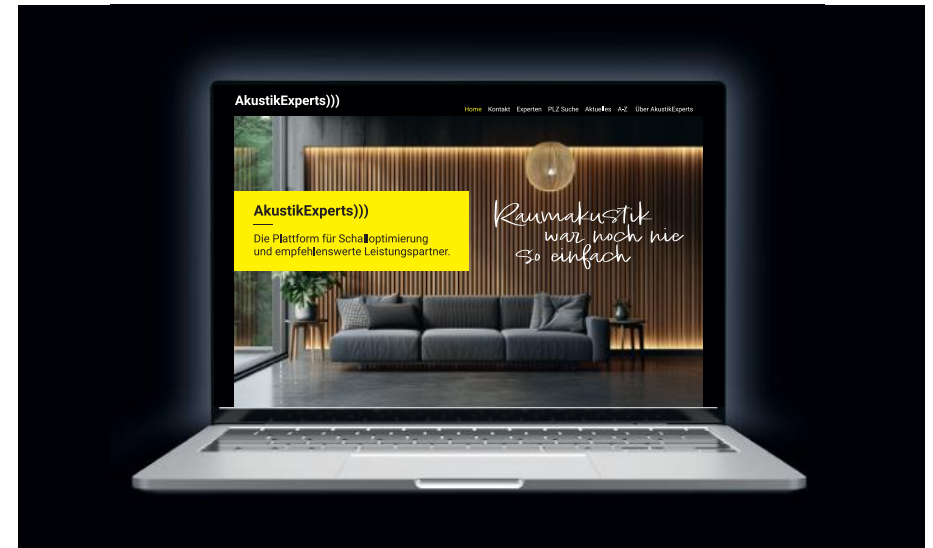 AkustikExperts)))
Home Kontakt Experten PLZ Suche Aktuelles A-Z Über AkustikExperts
AkustikExperts)))
Die Plattform für Schalloptimierung
und empfehlenswerte Leistungspartner.
Raumakustik
war noch nie
so einfach